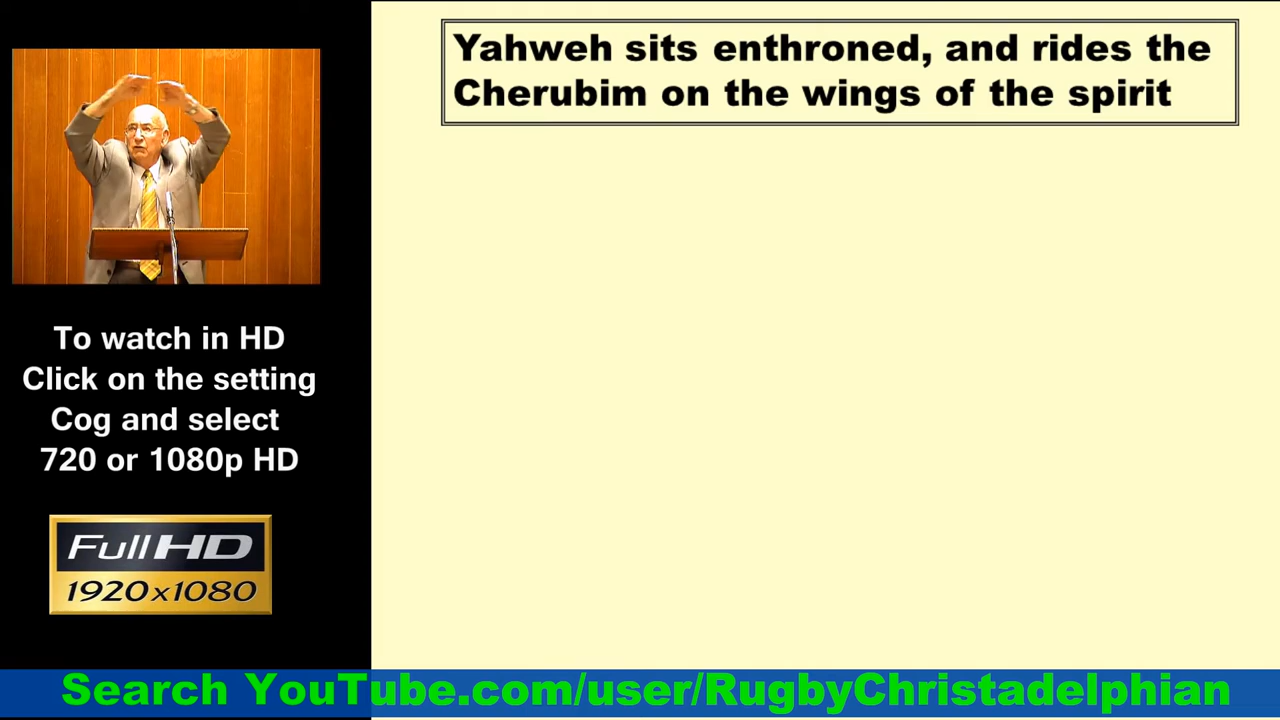 Yahweh sits enthroned, and rides the
Cherubim on the wings of the spirit
To watch in HD
Click on the setting
Cog and select
720 or 1080p HD
Full HD
1920x1080
Search YouTube.com/user/RugbyChristadelphian